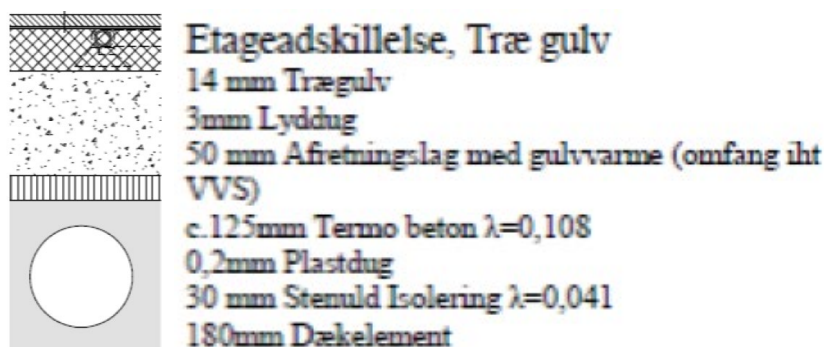 Etageadskillelse, Træ gulv
14 mm Trægulv
3mm Lyddug
50 mm Afretningslag med gulvvarme (omfang iht
VVS)
c.125mm Termo beton λ=0,108
0,2mm Plastdug
30 mm Stenuld Isolering λ=0,041
180mm Dækelement